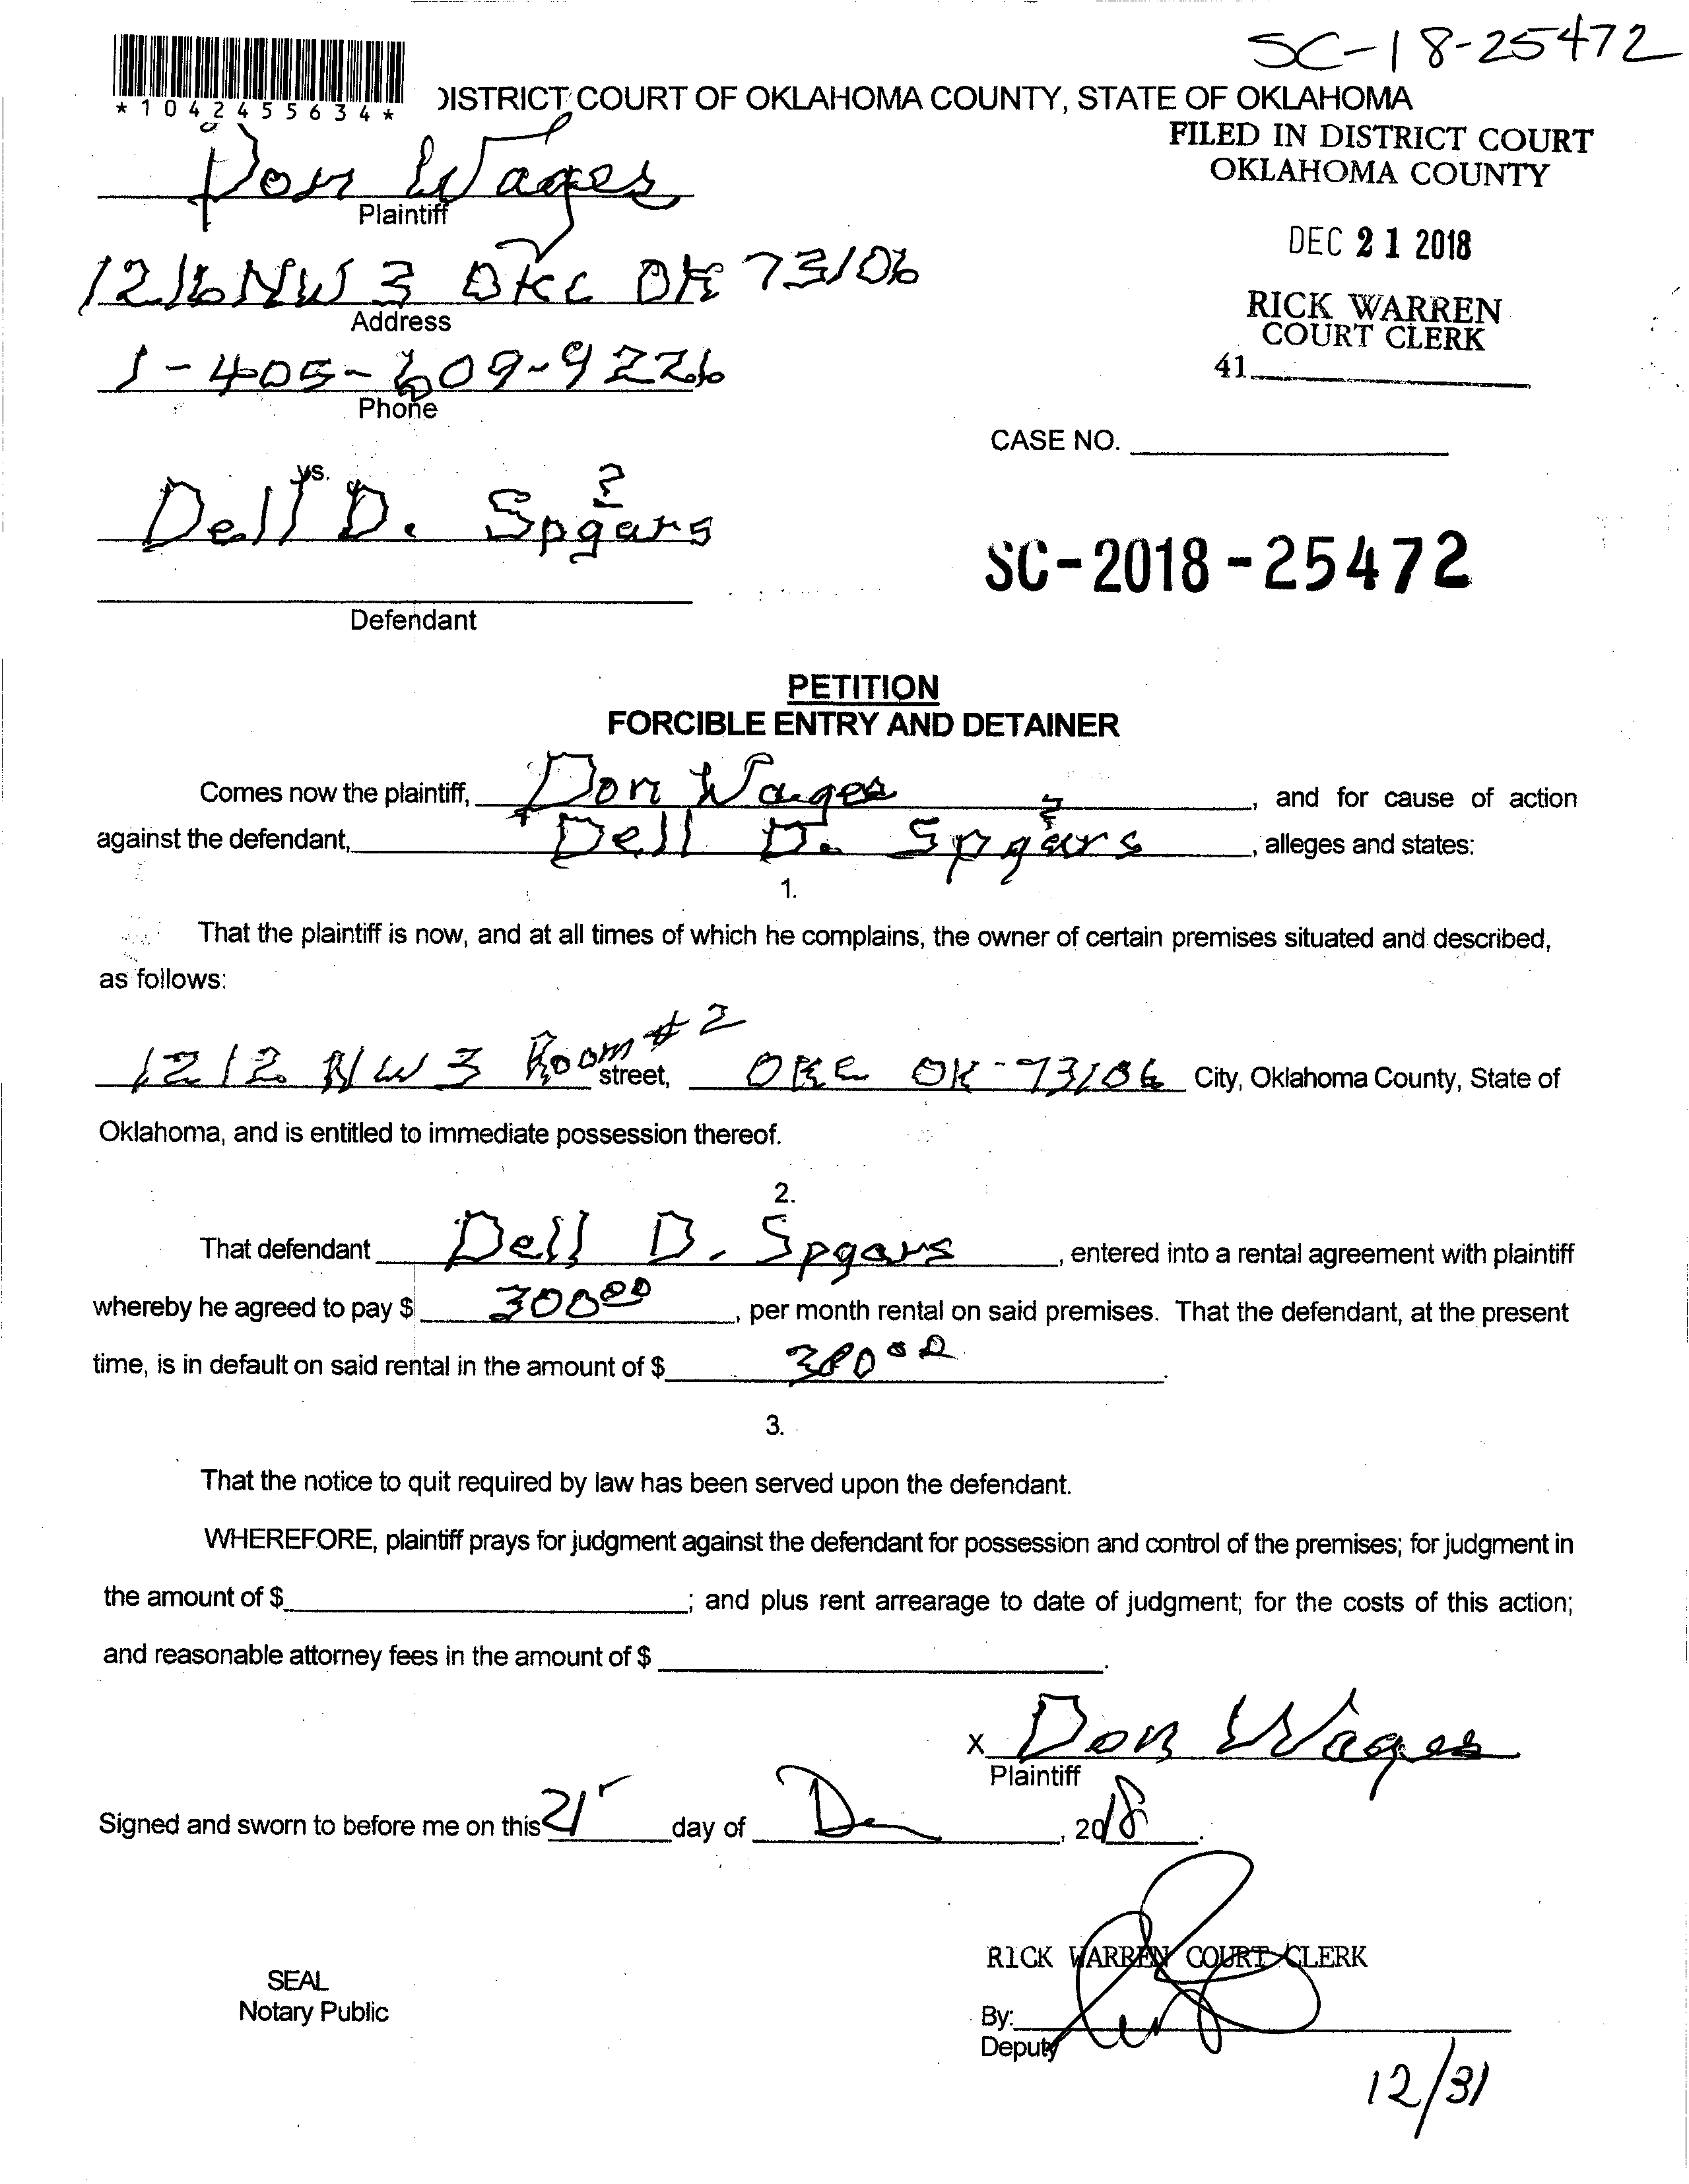 SC-18-25472
*1042455634*
DISTRICT COURT OF OKLAHOMA COUNTY, STATE OF OKLAHOMA
FILED IN DISTRICT COURT
OKLAHOMA COUNTY
Don Wages
Plaintiff
DEC 21 2018
1216 NW 3 OKC OK 73106
Address
RICK WARREN
COURT CLERK
41
1-405-609-9226
Phone
CASE NO.
vs.
?
Dell D. Spgars
SC-2018-25472
Defendant
PETITION
FORCIBLE ENTRY AND DETAINER
Comes now the plaintiff, Don Wages, and for cause of action
against the defendant, Dell D. Spgars, alleges and states:
1.
That the plaintiff is now, and at all times of which he complains, the owner of certain premises situated and described,
as follows:
1212 NW 3 Room #2 street, OKC OK-73106 City, Oklahoma County, State of
Oklahoma, and is entitled to immediate possession thereof.
2.
That defendant Dell D. Spgars, entered into a rental agreement with plaintiff
whereby he agreed to pay $ 300 00, per month rental on said premises. That the defendant, at the present
time, is in default on said rental in the amount of $ 300 00.
3.
That the notice to quit required by law has been served upon the defendant.
WHEREFORE, plaintiff prays for judgment against the defendant for possession and control of the premises; for judgment in
the amount of $ ; and plus rent arrearage to date of judgment; for the costs of this action;
and reasonable attorney fees in the amount of $ .
X Don Wages
Plaintiff
Signed and sworn to before me on this 21 day of De, 2018.
RICK WARREN COURT CLERK
SEAL
Notary Public
By:
Deputy
12/31